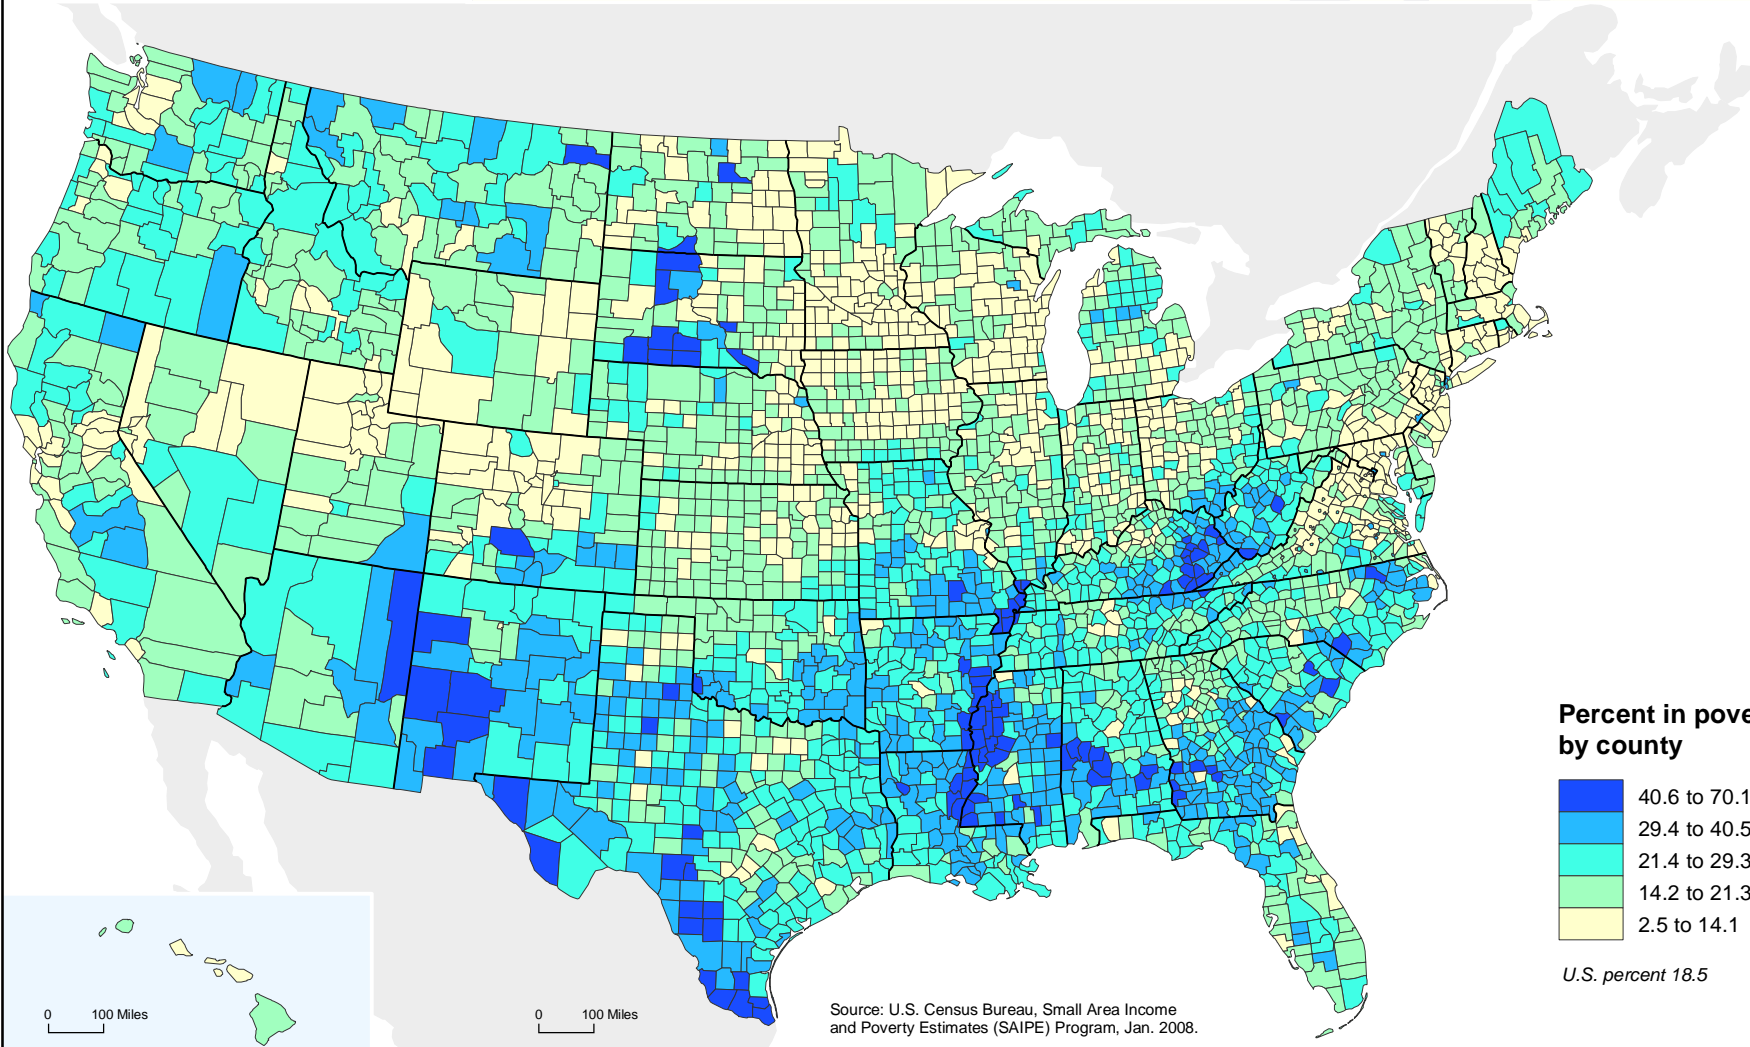 Percent in pove
by county
40.6 to 70.1
29.4 to 40.5
21.4 to 29.3
14.2 to 21.3
2.5 to 14.1
U.S. percent 18.5
0 100 Miles
0 100 Miles
Source: U.S. Census Bureau, Small Area Income
and Poverty Estimates (SAIPE) Program, Jan. 2008.